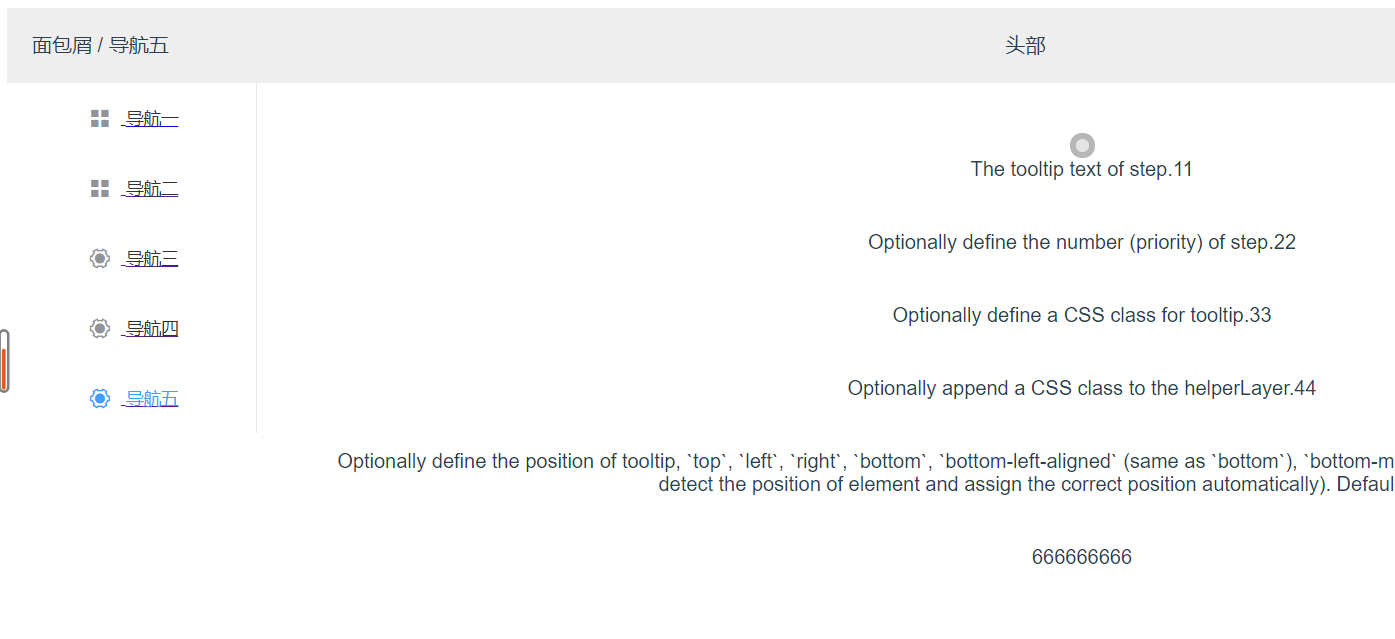 面包屑 / 导航五
头部
导航一
导航二
导航三
导航四
导航五
The tooltip text of step.11
Optionally define the number (priority) of step.22
Optionally define a CSS class for tooltip.33
Optionally append a CSS class to the helperLayer.44
Optionally define the position of tooltip, `top`, `left`, `right`, `bottom`, `bottom-left-aligned` (same as `bottom`), `bottom-m
detect the position of element and assign the correct position automatically). Defaul
666666666